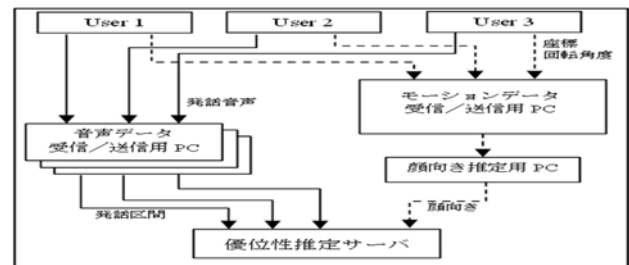 User 1
User 2
User 3
座標
回転角度
発話音声
モーションデータ
受信/送信用 PC
音声データ
受信/送信用 PC
顔向き推定用 PC
発話区間
顔向き
優位性推定サーバ